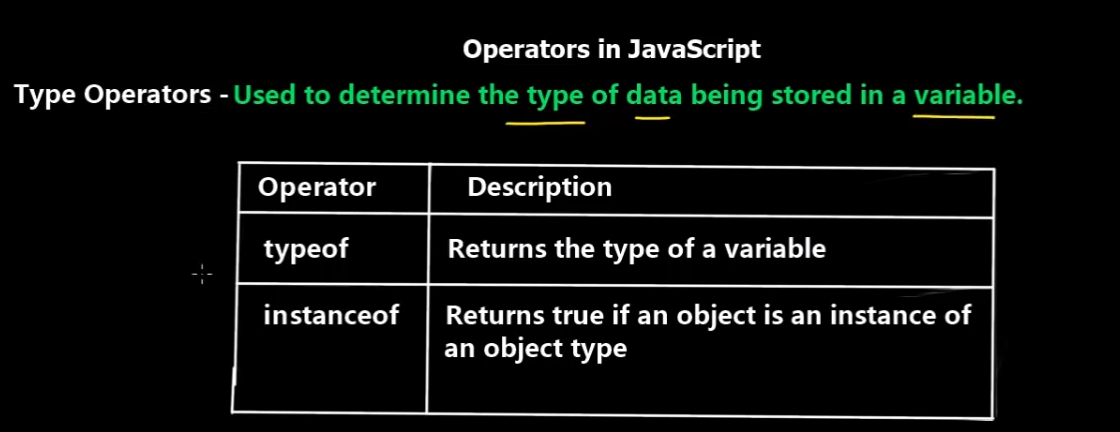 Operators in JavaScript
Type Operators - Used to determine the type of data being stored in a variable.
Operator Description
typeof Returns the type of a variable
instanceof Returns true if an object is an instance of
an object type